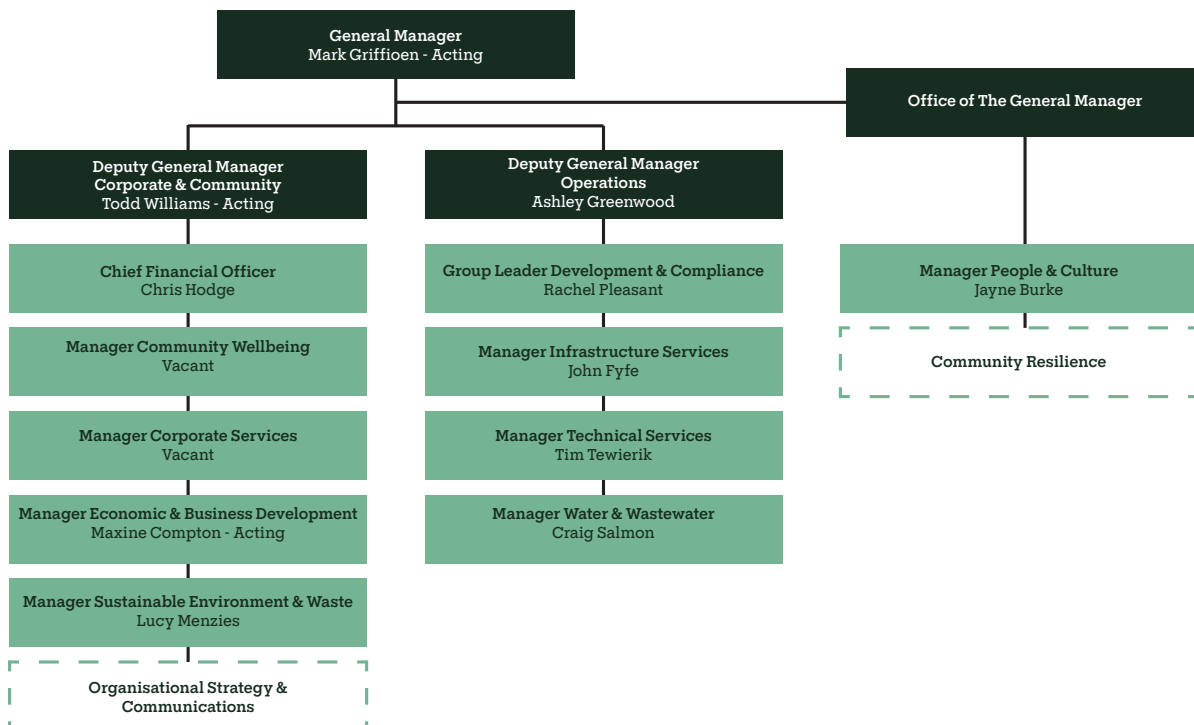 General Manager
Mark Griffioen - Acting
Office of The General Manager
Deputy General Manager
Corporate & Community
Todd Williams - Acting
Deputy General Manager
Operations
Ashley Greenwood
Chief Financial Officer
Chris Hodge
Group Leader Development & Compliance
Rachel Pleasant
Manager People & Culture
Jayne Burke
Manager Community Wellbeing
Vacant
Manager Infrastructure Services
John Fyfe
Community Resilience
Manager Corporate Services
Vacant
Manager Technical Services
Tim Tewierik
Manager Economic & Business Development
Maxine Compton - Acting
Manager Water & Wastewater
Craig Salmon
Manager Sustainable Environment & Waste
Lucy Menzies
Organisational Strategy &
Communications